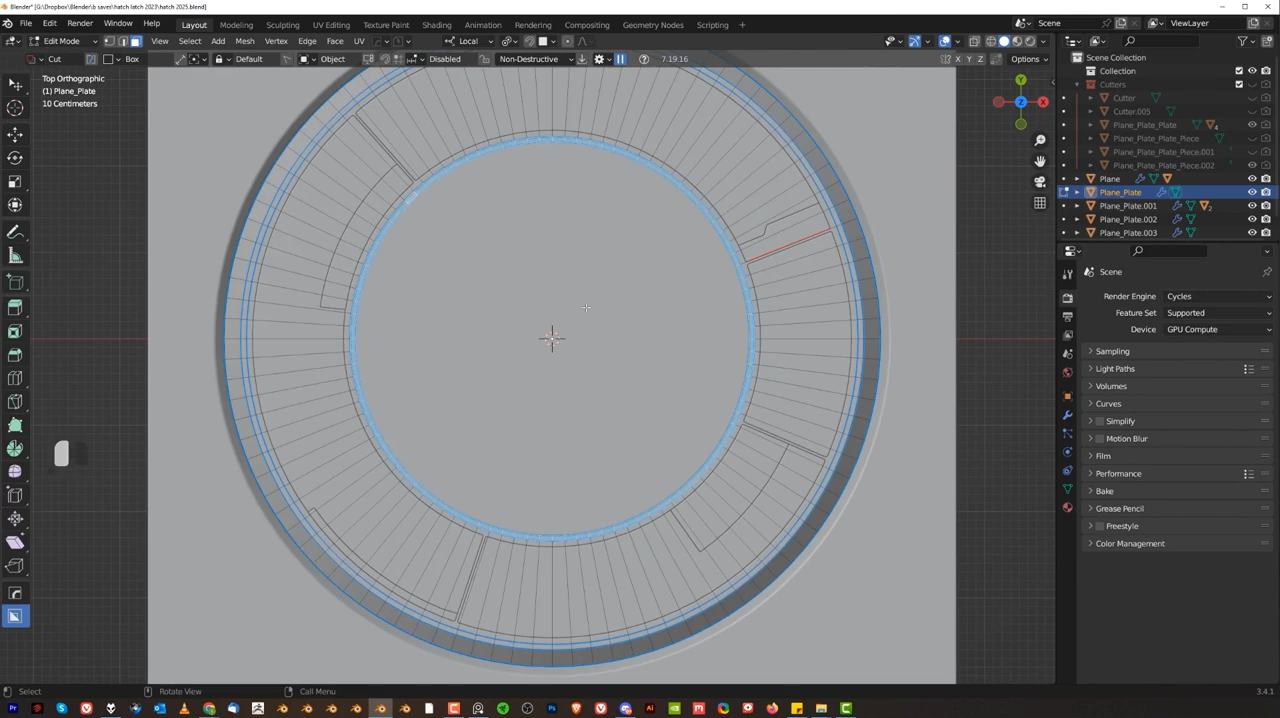 Blender* [G:\Dropbox\Blender\b saves\hatch latch 2023\hatch 2025.blend]
File Edit Render Window Help Layout Modeling Sculpting UV Editing Texture Paint Shading Animation Rendering Compositing Geometry Nodes Scripting + Scene ViewLayer
Edit Mode View Select Add Mesh Vertex Edge Face UV Local
Cut Box Default Object Disabled Non-Destructive 7.19.16 X Y Z Options
Top Orthographic
(1) Plane_Plate
10 Centimeters
Y
X
Z
Scene Collection
Collection
Cutters
Cutter
Cutter.005
Plane_Plate_Plate 4
Plane_Plate_Plate_Piece
Plane_Plate_Plate_Piece.001
Plane_Plate_Plate_Piece.002
Plane
Plane_Plate
Plane_Plate.001 2
Plane_Plate.002
Plane_Plate.003
Scene
Render Engine Cycles
Feature Set Supported
Device GPU Compute
Sampling
Light Paths
Volumes
Curves
Simplify
Motion Blur
Film
Performance
Bake
Grease Pencil
Freestyle
Color Management
Select Rotate View Call Menu 3.4.1